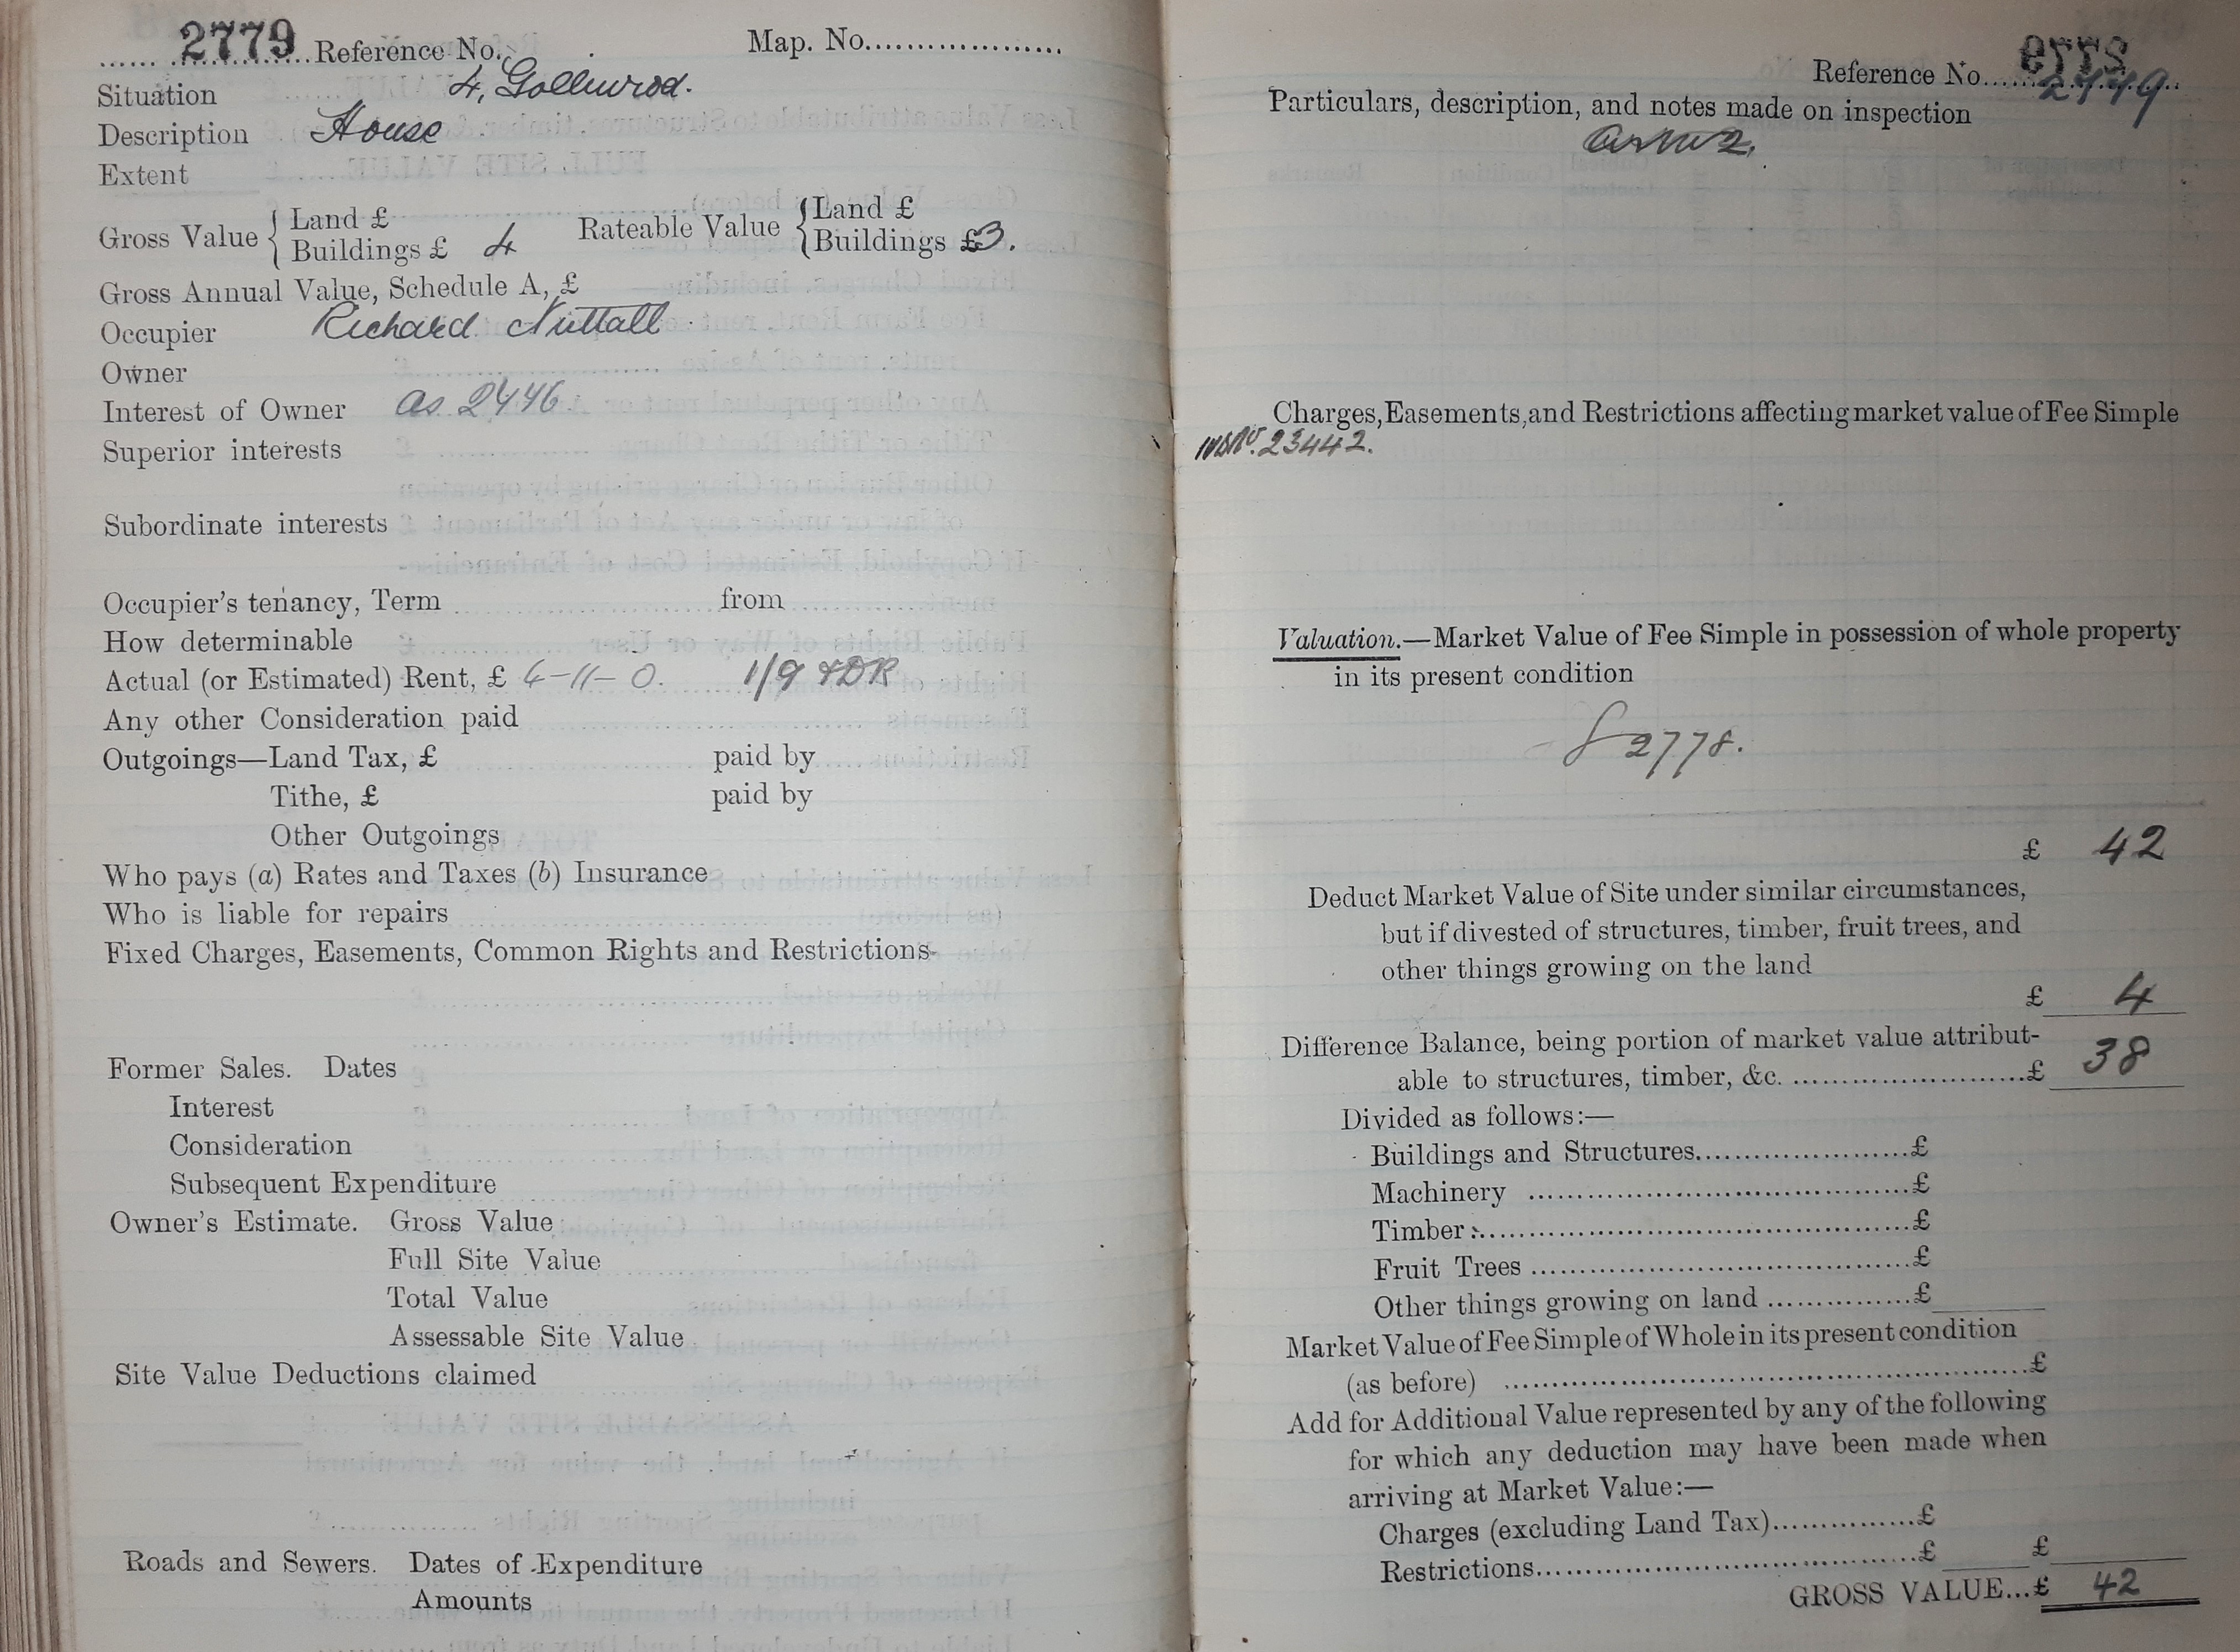 2779 Reference No. Map. No.
Situation 4, Gollinrod.
Description House
Extent
Gross Value { Land £ Rateable Value { Land £
Buildings £ 4 Buildings £3.
Gross Annual Value, Schedule A, £
Occupier Richard Nuttall
Owner
Interest of Owner as 2446.
Superior interests
Subordinate interests
Occupier's tenancy, Term from
How determinable
Actual (or Estimated) Rent, £ 4-11-0. 1/9
Any other Consideration paid
Outgoings—Land Tax, £ paid by
Tithe, £ paid by
Other Outgoings
Who pays (a) Rates and Taxes (b) Insurance
Who is liable for repairs
Fixed Charges, Easements, Common Rights and Restrictions
Former Sales. Dates
Interest
Consideration
Subsequent Expenditure
Owner's Estimate. Gross Value
Full Site Value
Total Value
Assessable Site Value
Site Value Deductions claimed
Roads and Sewers. Dates of Expenditure
Amounts
Reference No. 2779
Particulars, description, and notes made on inspection
Charges, Easements, and Restrictions affecting market value of Fee Simple
23442.
Valuation.—Market Value of Fee Simple in possession of whole property
in its present condition
2778.
£ 42
Deduct Market Value of Site under similar circumstances,
but if divested of structures, timber, fruit trees, and
other things growing on the land
£ 4
Difference Balance, being portion of market value attribut-
able to structures, timber, &c. £ 38
Divided as follows:—
Buildings and Structures £
Machinery £
Timber £
Fruit Trees £
Other things growing on land £
Market Value of Fee Simple of Whole in its present condition
(as before) £
Add for Additional Value represented by any of the following
for which any deduction may have been made when
arriving at Market Value:—
Charges (excluding Land Tax) £
Restrictions £ £
GROSS VALUE...£ 42